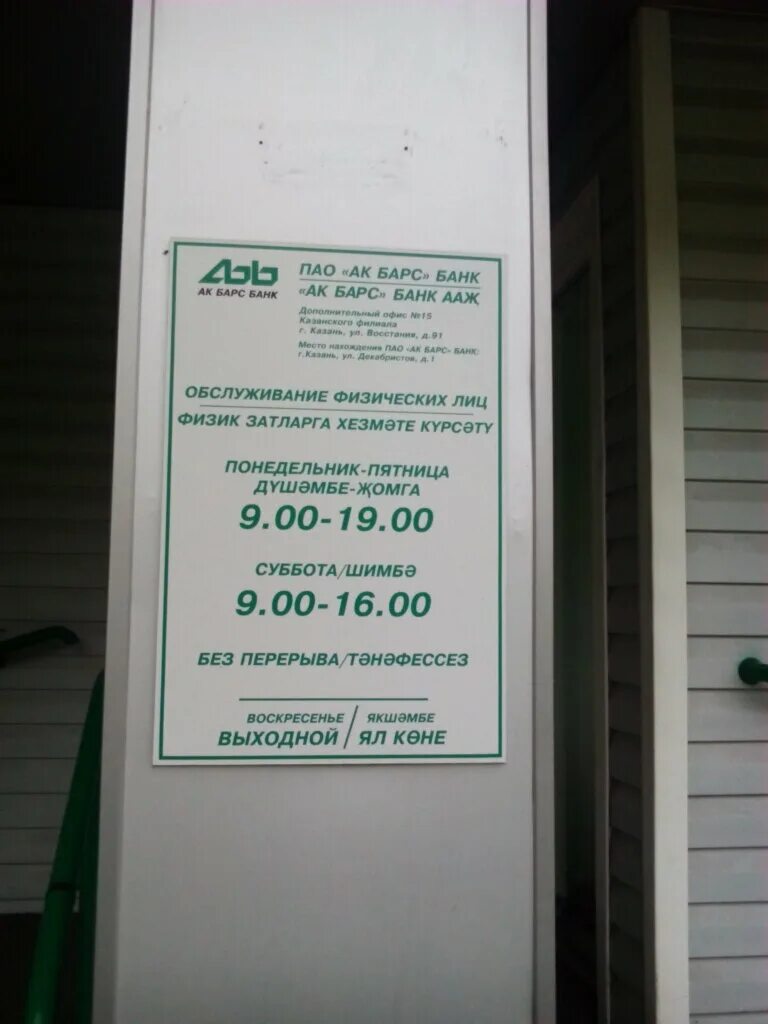 АК БАРС БАНК
ПАО «АК БАРС» БАНК
«АК БАРС» БАНК ААҖ
Дополнительный офис №15
Казанского филиала
г. Казань, ул. Восстания, д.91
Место нахождения ПАО «АК БАРС» БАНК:
г.Казань, ул. Декабристов, д.1
ОБСЛУЖИВАНИЕ ФИЗИЧЕСКИХ ЛИЦ
ФИЗИК ЗАТЛАРГА ХЕЗМӘТЕ КҮРСӘТҮ
ПОНЕДЕЛЬНИК-ПЯТНИЦА
ДҮШӘМБЕ-ҖОМГА
9.00-19.00
СУББОТА/ШИМБӘ
9.00-16.00
БЕЗ ПЕРЕРЫВА/ТӘНӘФЕССЕЗ
ВОСКРЕСЕНЬЕ / ЯКШӘМБЕ
ВЫХОДНОЙ / ЯЛ КӨНЕ